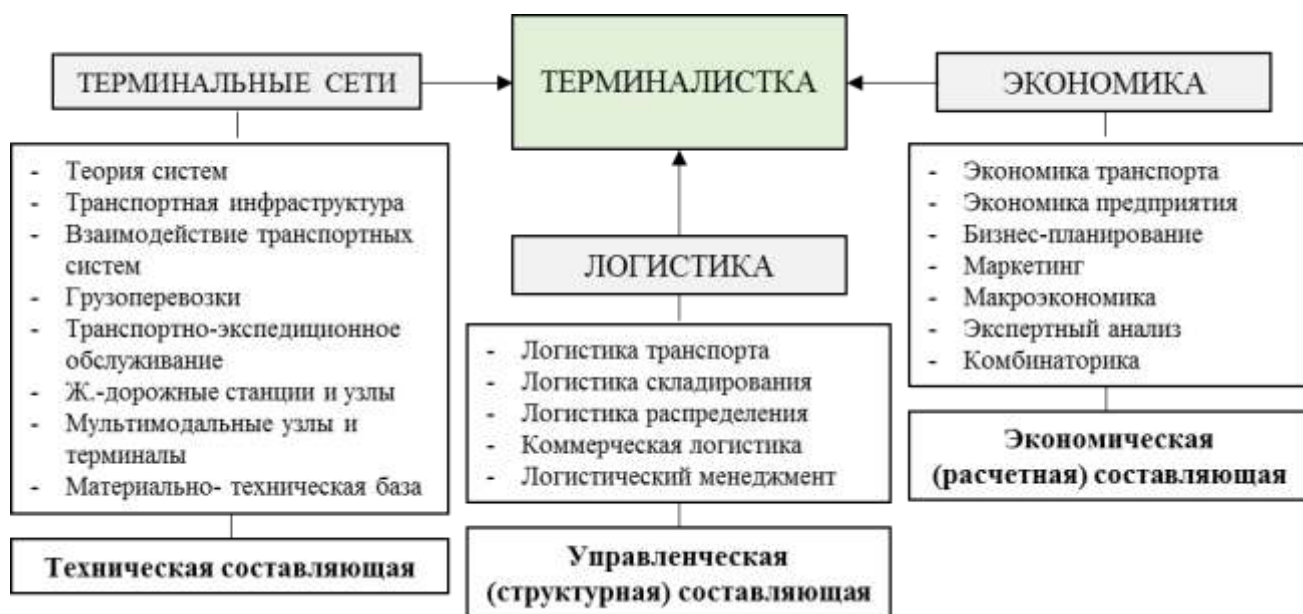 ТЕРМИНАЛИСТКА
ТЕРМИНАЛЬНЫЕ СЕТИ
- Теория систем
- Транспортная инфраструктура
- Взаимодействие транспортных
систем
- Грузоперевозки
- Транспортно-экспедиционное
обслуживание
- Ж.-дорожные станции и узлы
- Мультимодальные узлы и
терминалы
- Материально- техническая база
Техническая составляющая
ЛОГИСТИКА
- Логистика транспорта
- Логистика складирования
- Логистика распределения
- Коммерческая логистика
- Логистический менеджмент
Управленческая
(структурная) составляющая
ЭКОНОМИКА
- Экономика транспорта
- Экономика предприятия
- Бизнес-планирование
- Маркетинг
- Макроэкономика
- Экспертный анализ
- Комбинаторика
Экономическая
(расчетная) составляющая